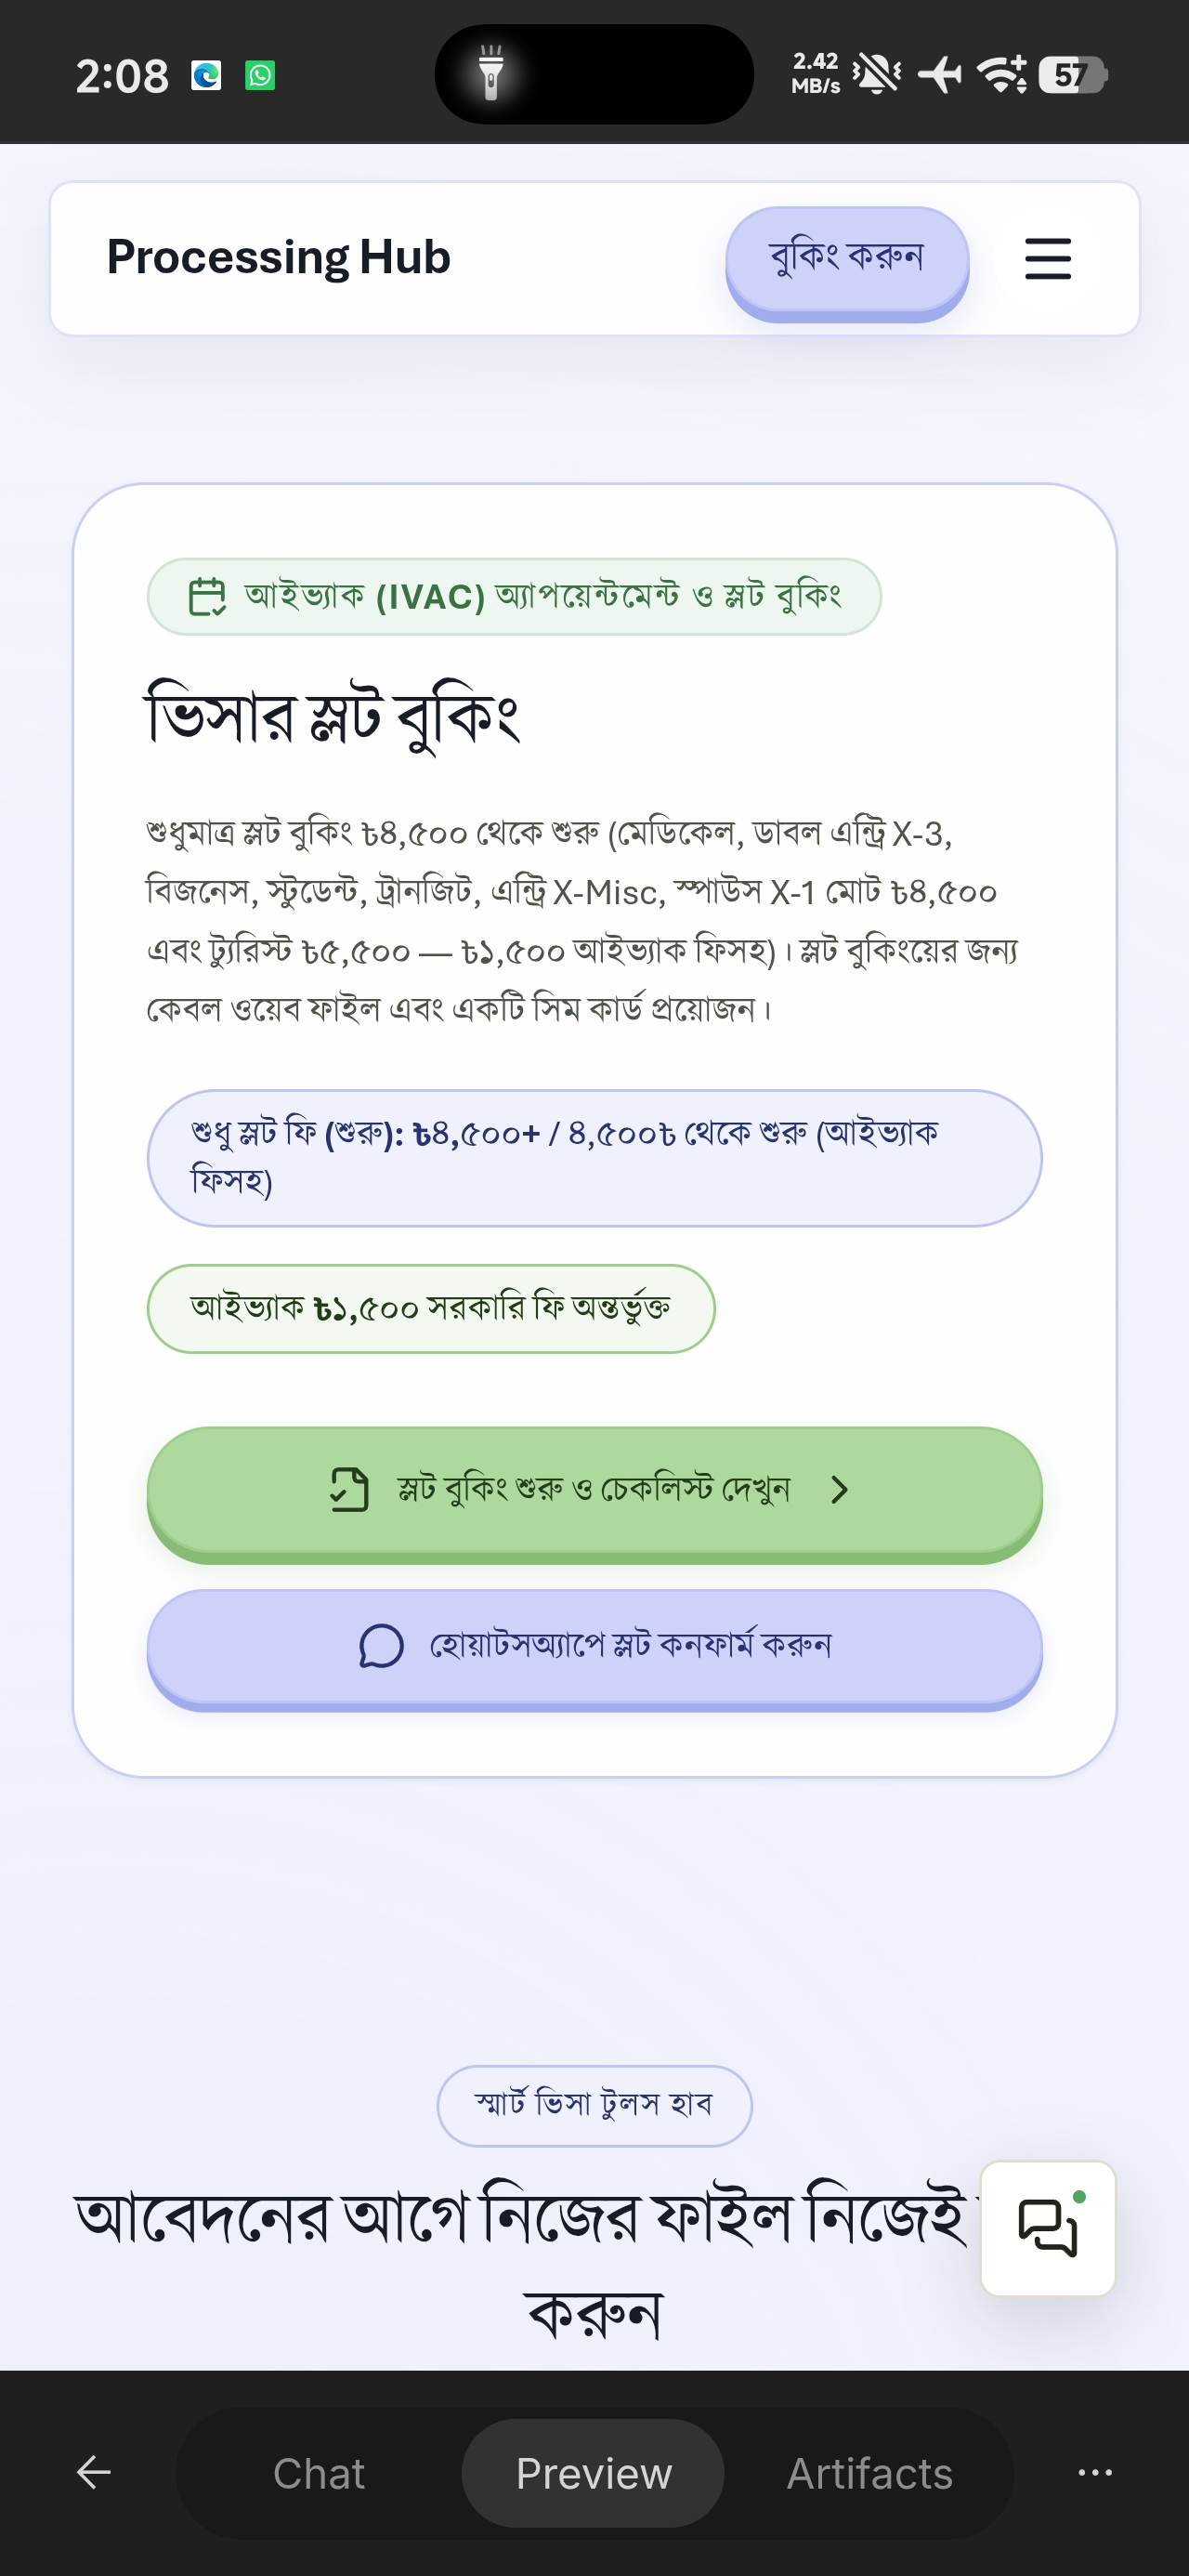 2:08
2.42
MB/s
57
Processing Hub
বুকিং করুন
আইভ্যাক (IVAC) অ্যাপয়েন্টমেন্ট ও স্লট বুকিং
ভিসার স্লট বুকিং
শুধুমাত্র স্লট বুকিং ৳৪,৫০০ থেকে শুরু (মেডিকেল, ডাবল এন্ট্রি X-3,
বিজনেস, স্টুডেন্ট, ট্রানজিট, এন্ট্রি X-Misc, স্পাউস X-1 মোট ৳৪,৫০০
এবং ট্যুরিস্ট ৳৫,৫০০ — ৳১,৫০০ আইভ্যাক ফিসহ)। স্লট বুকিংয়ের জন্য
কেবল ওয়েব ফাইল এবং একটি সিম কার্ড প্রয়োজন।
শুধু স্লট ফি (শুরু): ৳৪,৫০০+ / ৪,৫০০৳ থেকে শুরু (আইভ্যাক
ফিসহ)
আইভ্যাক ৳১,৫০০ সরকারি ফি অন্তর্ভুক্ত
স্লট বুকিং শুরু ও চেকলিস্ট দেখুন
হোয়াটসঅ্যাপে স্লট কনফার্ম করুন
স্মার্ট ভিসা টুলস হাব
আবেদনের আগে নিজের ফাইল নিজেই
করুন
Chat
Preview
Artifacts